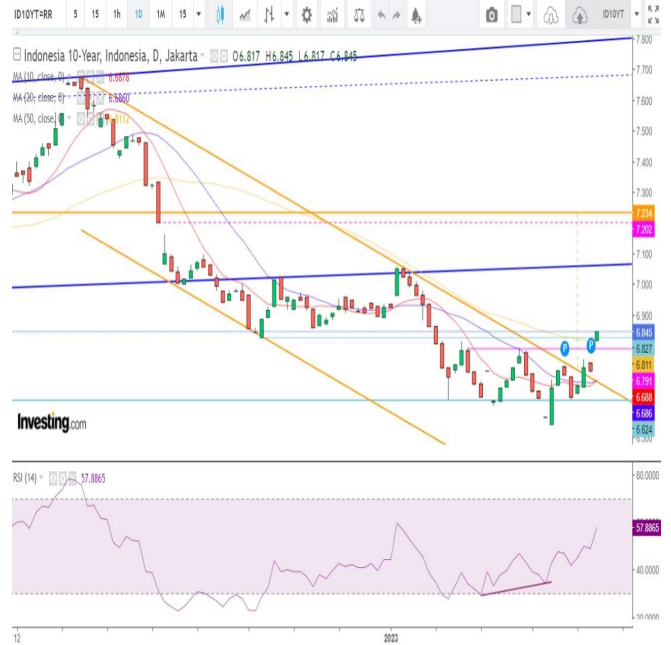 ID10YT=RR 5 15 1h 1D 1M 15 ID10Y
Indonesia 10-Year, Indonesia, D, Jakarta O6.817 H6.845 L6.817 C6.845
MA (10, close, 0) 6.6878
MA (20, close, 0) 6.6860
MA (50, close, 0)
7.800
7.700
7.600
7.500
7.400
7.300
7.234
7.202
7.100
7.000
6.900
6.845
6.827
6.811
6.791
6.688
6.686
6.624
P P
Investing.com
RSI (14) 57.8865
80.0000
57.8865
40.0000
20.0000
12 2023